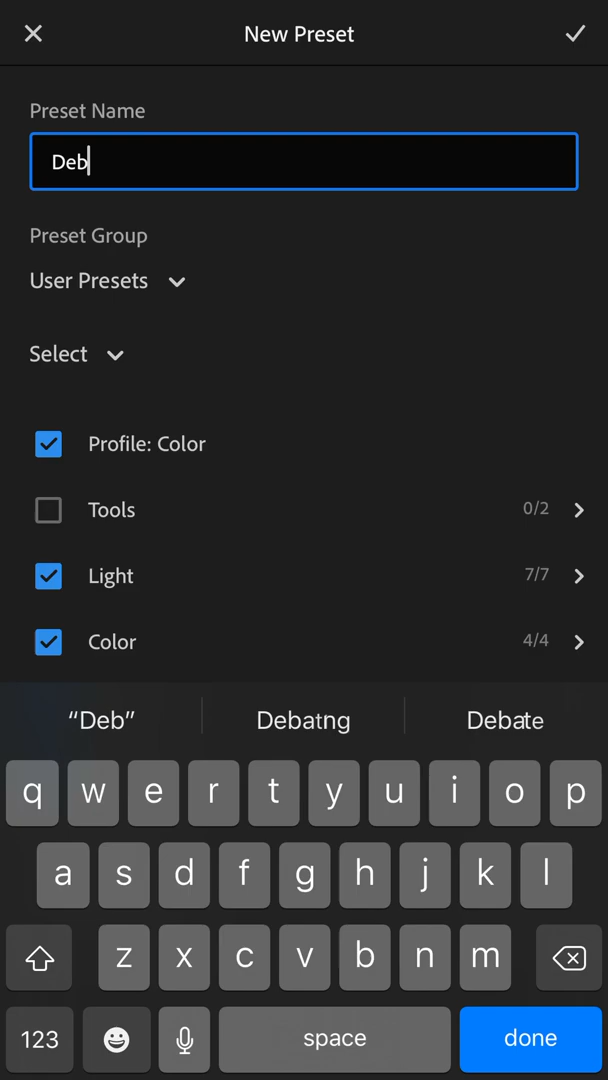 New Preset
Preset Name
Deb
Preset Group
User Presets
Select
Profile: Color
Tools 0/2
Light 7/7
Color 4/4
“Deb” Debatng Debate
q w e r t y u i o p
a s d f g h j k l
z x c v b n m
123 space done